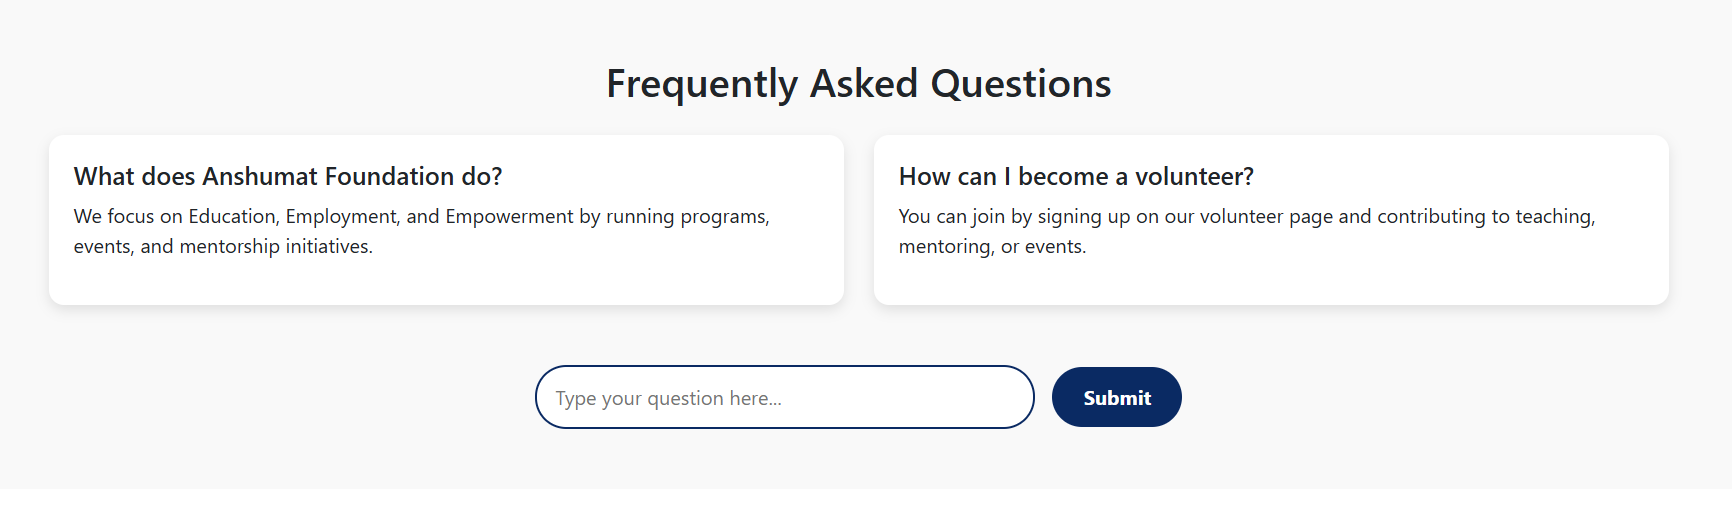 Frequently Asked Questions
What does Anshumat Foundation do?
We focus on Education, Employment, and Empowerment by running programs,
events, and mentorship initiatives.
How can I become a volunteer?
You can join by signing up on our volunteer page and contributing to teaching,
mentoring, or events.
Type your question here...
Submit